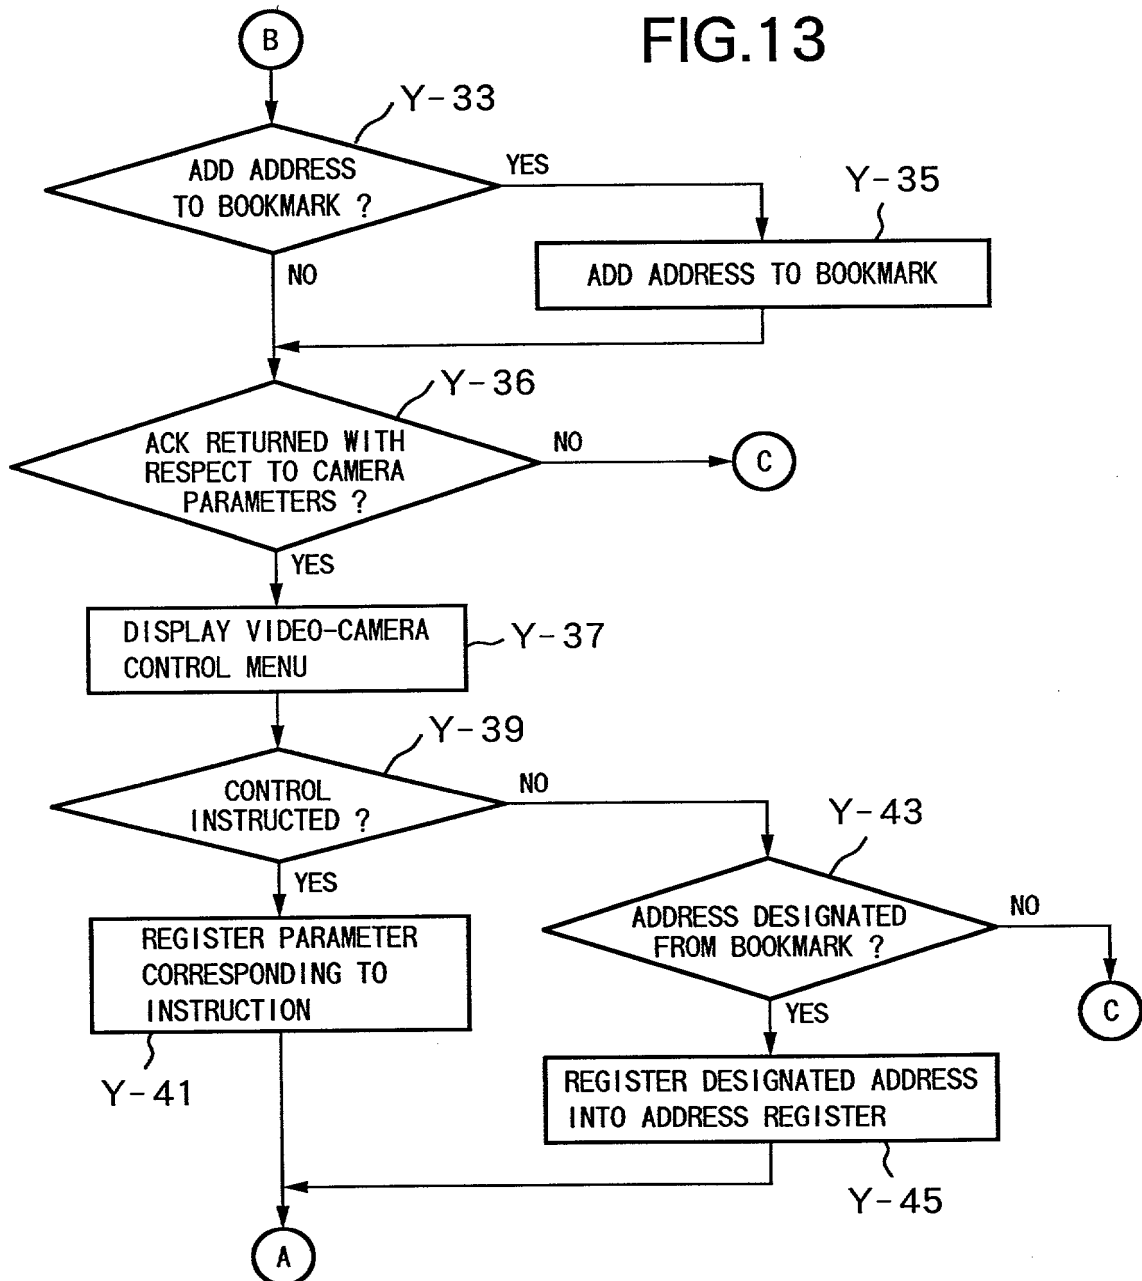 FIG.13
B
Y-33
ADD ADDRESS
TO BOOKMARK ?
YES
NO
Y-35
ADD ADDRESS TO BOOKMARK
Y-36
ACK RETURNED WITH
RESPECT TO CAMERA
PARAMETERS ?
NO
C
YES
DISPLAY VIDEO-CAMERA
CONTROL MENU
Y-37
Y-39
CONTROL
INSTRUCTED ?
NO
YES
Y-43
ADDRESS DESIGNATED
FROM BOOKMARK ?
NO
C
YES
REGISTER PARAMETER
CORRESPONDING TO
INSTRUCTION
Y-41
REGISTER DESIGNATED ADDRESS
INTO ADDRESS REGISTER
Y-45
A